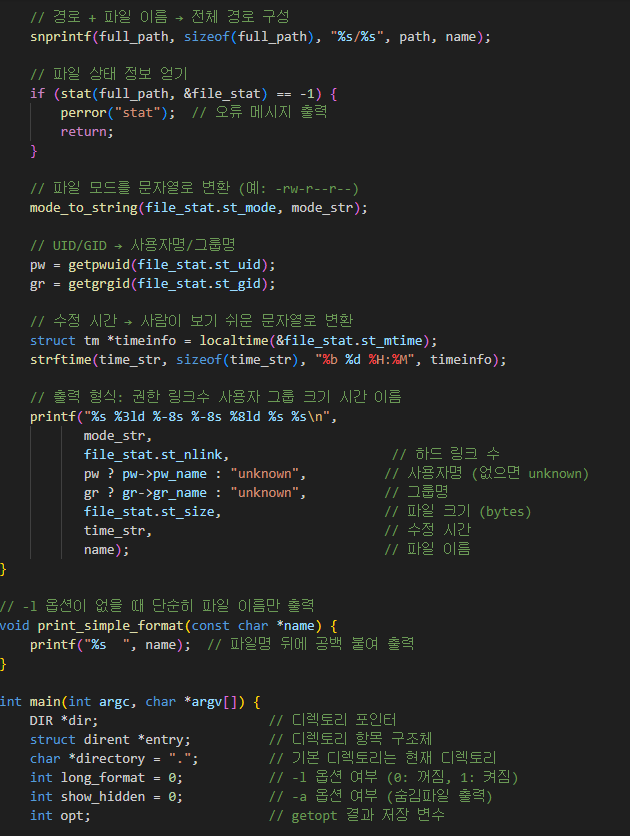 // 경로 + 파일 이름 → 전체 경로 구성
snprintf(full_path, sizeof(full_path), "%s/%s", path, name);
// 파일 상태 정보 얻기
if (stat(full_path, &file_stat) == -1) {
perror("stat");  // 오류 메시지 출력
return;
}
// 파일 모드를 문자열로 변환 (예: -rw-r--r--)
mode_to_string(file_stat.st_mode, mode_str);
// UID/GID → 사용자명/그룹명
pw = getpwuid(file_stat.st_uid);
gr = getgrgid(file_stat.st_gid);
// 수정 시간 → 사람이 보기 쉬운 문자열로 변환
struct tm *timeinfo = localtime(&file_stat.st_mtime);
strftime(time_str, sizeof(time_str), "%b %d %H:%M", timeinfo);
// 출력 형식: 권한 링크수 사용자 그룹 크기 시간 이름
printf("%s %3ld %-8s %-8s %8ld %s %s\n",
mode_str,
file_stat.st_nlink, // 하드 링크 수
pw ? pw->pw_name : "unknown", // 사용자명 (없으면 unknown)
gr ? gr->gr_name : "unknown", // 그룹명
file_stat.st_size, // 파일 크기 (bytes)
time_str, // 수정 시간
name); // 파일 이름
}
// -l 옵션이 없을 때 단순히 파일 이름만 출력
void print_simple_format(const char *name) {
printf("%s  ", name);  // 파일명 뒤에 공백 붙여 출력
}
int main(int argc, char *argv[]) {
DIR *dir; // 디렉토리 포인터
struct dirent *entry; // 디렉토리 항목 구조체
char *directory = "."; // 기본 디렉토리는 현재 디렉토리
int long_format = 0; // -l 옵션 여부 (0: 꺼짐, 1: 켜짐)
int show_hidden = 0; // -a 옵션 여부 (숨김파일 출력)
int opt; // getopt 결과 저장 변수